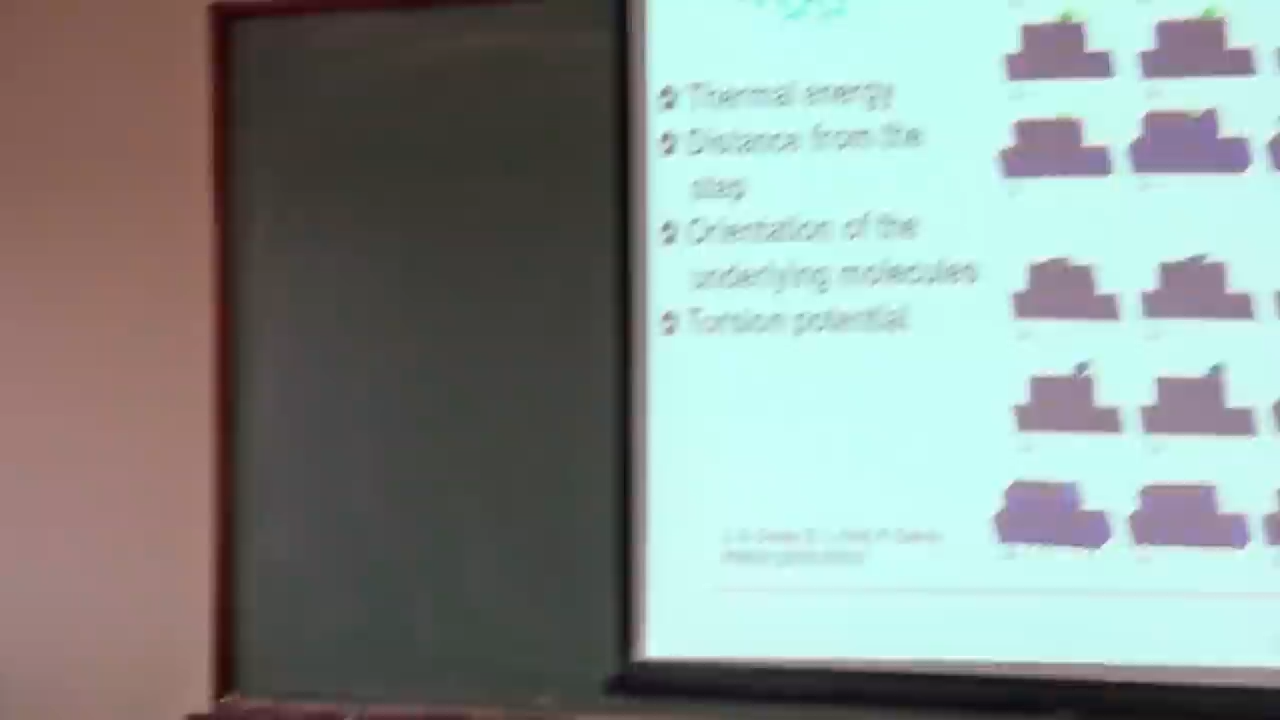 Thermal energy
Distance from the
step
Orientation of the
underlying molecules
Torsion potential